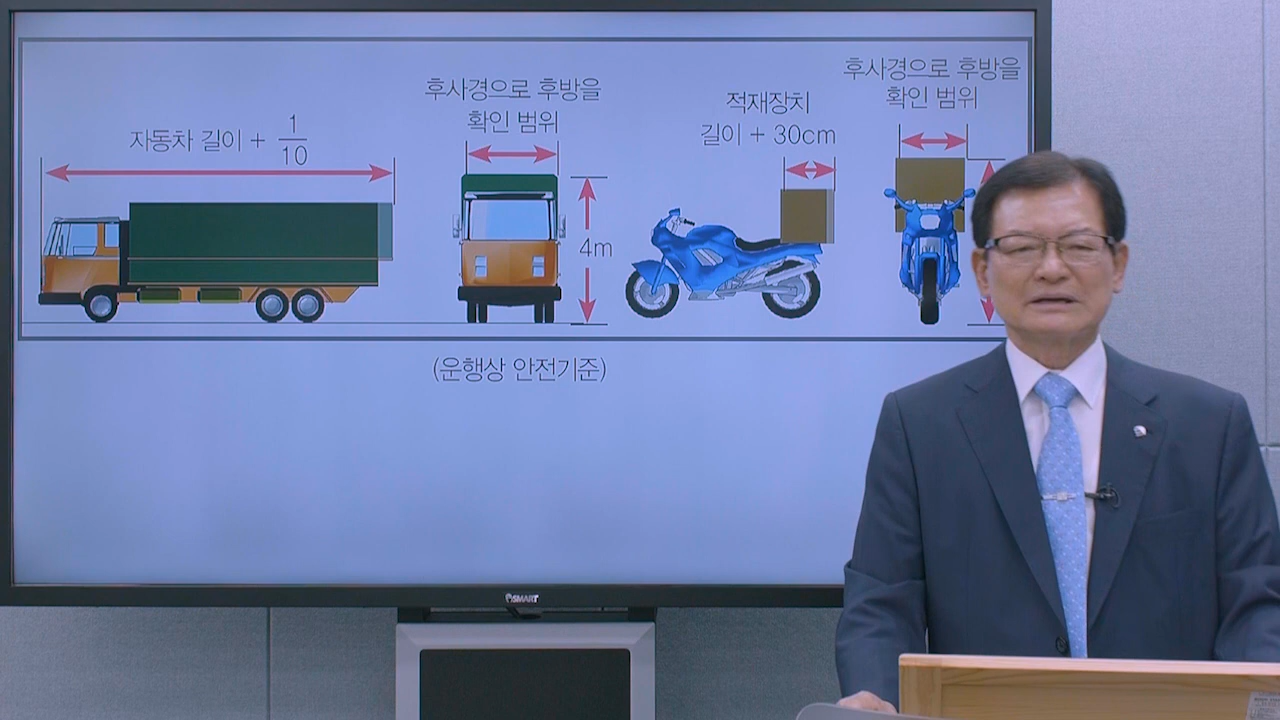 자동차 길이 + 1/10
후사경으로 후방을
확인 범위
4m
적재장치
길이 + 30cm
후사경으로 후방을
확인 범위
(운행상 안전기준)
SMART